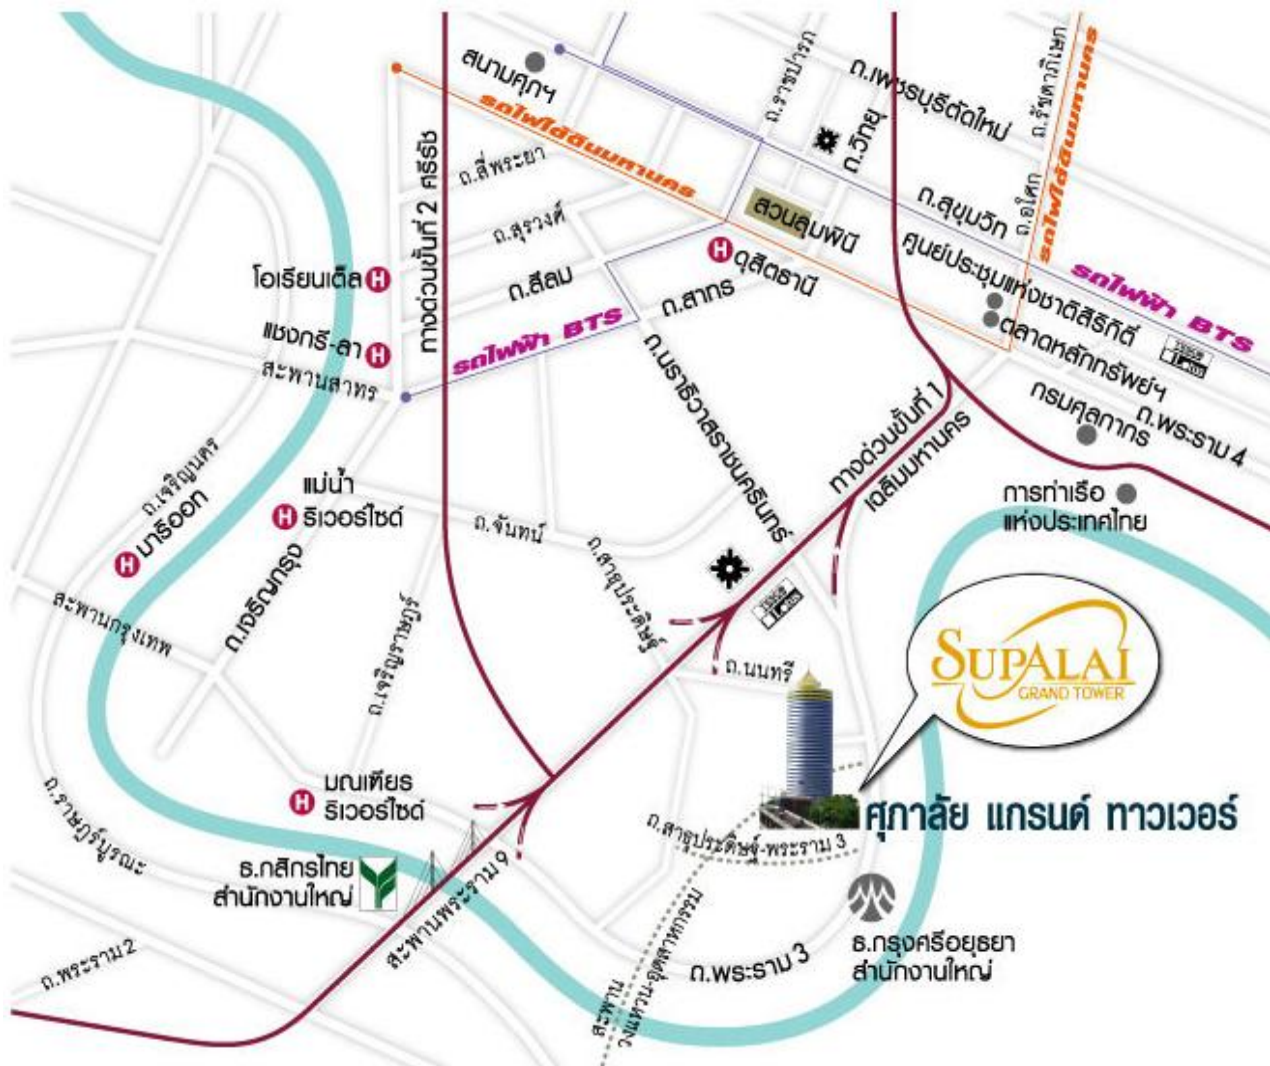 สนามศุภฯ
ถ.ราชปรารภ
ถ.เพชรบุรีตัดใหม่
ถ.รัชดาภิเษก
รถไฟใต้ดินมหานคร
รถไฟใต้ดินมหานคร
ทางด่วนขั้นที่ 2 ศรีรัช
ถ.สี่พระยา
ถ.วิทยุ
ถ.อโศก
ถ.สุขุมวิท
สวนลุมพินี
ถ.สุรวงศ์
H ดุสิตธานี
ศูนย์ประชุมแห่งชาติสิริกิติ์
รถไฟฟ้า BTS
โอเรียนเต็ล H
ถ.สีลม
ถ.สาทร
ตลาดหลักทรัพย์ฯ
แชงกรี-ลา H
รถไฟฟ้า BTS
สะพานสาทร
ถ.นราธิวาสราชนครินทร์
กรมศุลกากร
ถ.พระราม 4
ทางด่วนขั้นที่ 1
เฉลิมมหานคร
ถ.เจริญนคร
แม่น้ำ
H ริเวอร์ไซด์
ถ.จันทน์
การท่าเรือ
แห่งประเทศไทย
H มาริออท
ถ.สาธุประดิษฐ์
สะพานกรุงเทพ
ถ.เจริญกรุง
ถ.เจริญราษฎร์
ถ.นนทรี
SUPALAI
GRAND TOWER
มณเฑียร
H ริเวอร์ไซด์
ศุภาลัย แกรนด์ ทาวเวอร์
ถ.ราษฎร์บูรณะ
ถ.สาธุประดิษฐ์-พระราม 3
ธ.กสิกรไทย
สำนักงานใหญ่
สะพานพระราม 9
ธ.กรุงศรีอยุธยา
สำนักงานใหญ่
ถ.พระราม 2
ถ.พระราม 3
สะพาน
วงแหวน-อุตสาหกรรม